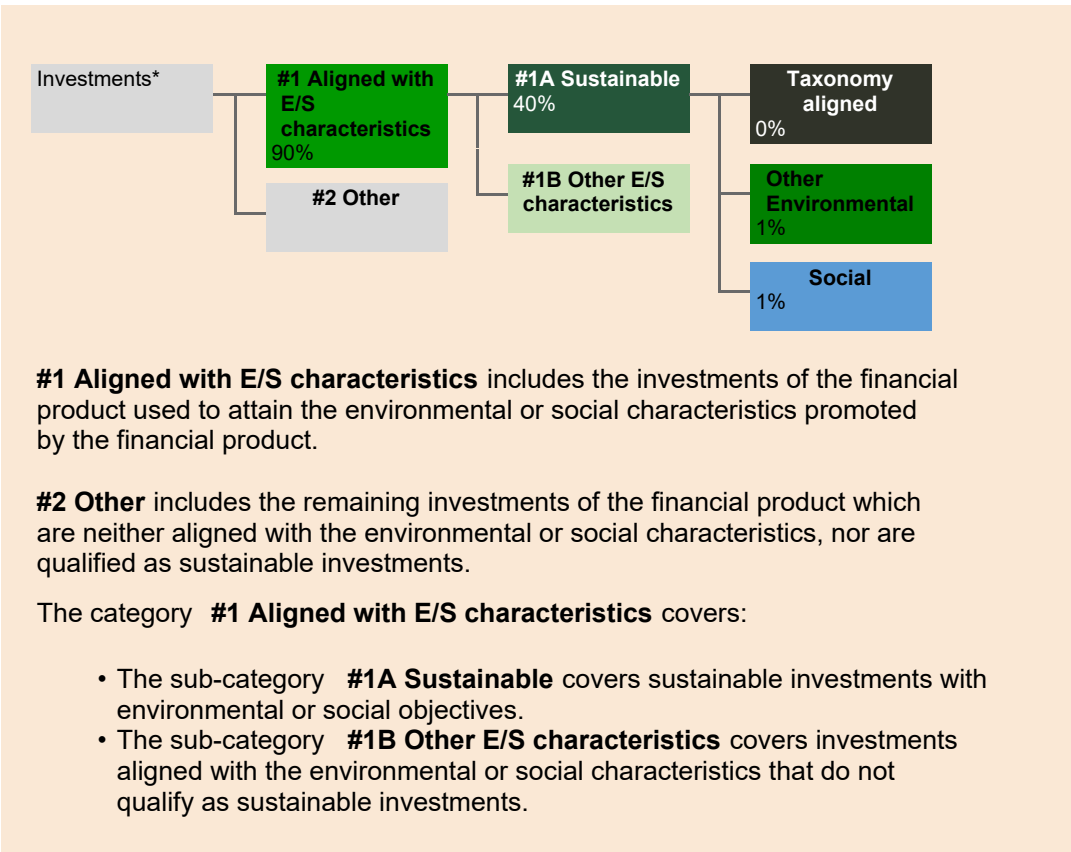 Investments*
#1 Aligned with
E/S
characteristics
90%
#2 Other
#1A Sustainable
40%
#1B Other E/S
characteristics
Taxonomy
aligned
0%
Other
Environmental
1%
Social
1%
#1 Aligned with E/S characteristics includes the investments of the financial
product used to attain the environmental or social characteristics promoted
by the financial product.
#2 Other includes the remaining investments of the financial product which
are neither aligned with the environmental or social characteristics, nor are
qualified as sustainable investments.
The category #1 Aligned with E/S characteristics covers:
• The sub-category #1A Sustainable covers sustainable investments with
environmental or social objectives.
• The sub-category #1B Other E/S characteristics covers investments
aligned with the environmental or social characteristics that do not
qualify as sustainable investments.